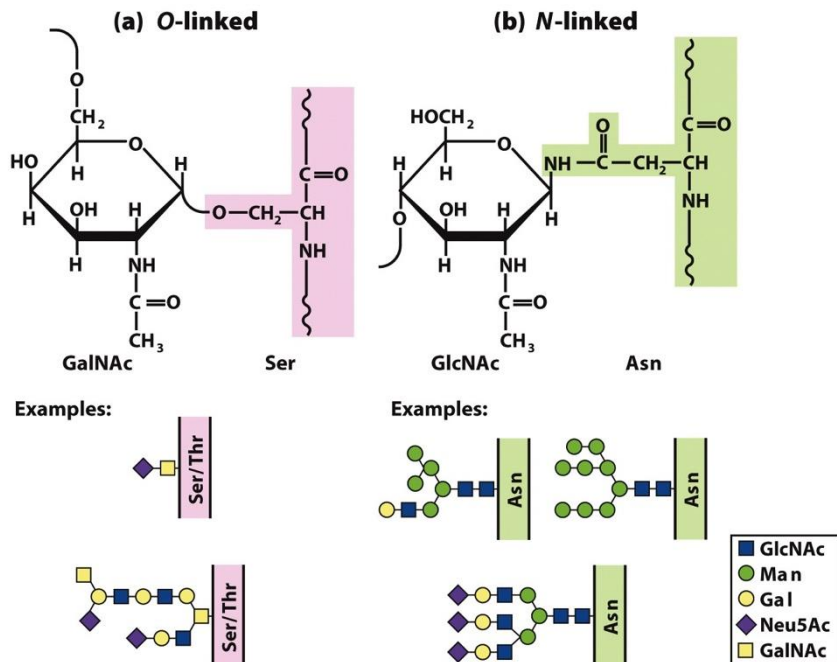 (a) O-linked
O
CH₂
HO
H
O
H
OH
H
H
H
NH
C=O
CH₃
O—CH₂—CH
C=O
NH
GalNAc
Ser
(b) N-linked
HOCH₂
O
H
H
OH
H
O
H
H
NH
C=O
CH₃
NH—C—CH₂—CH
O
C=O
NH
GlcNAc
Asn
Examples:
Ser/Thr
Ser/Thr
Examples:
Asn
Asn
Asn
GlcNAc
Man
Gal
Neu5Ac
GalNAc